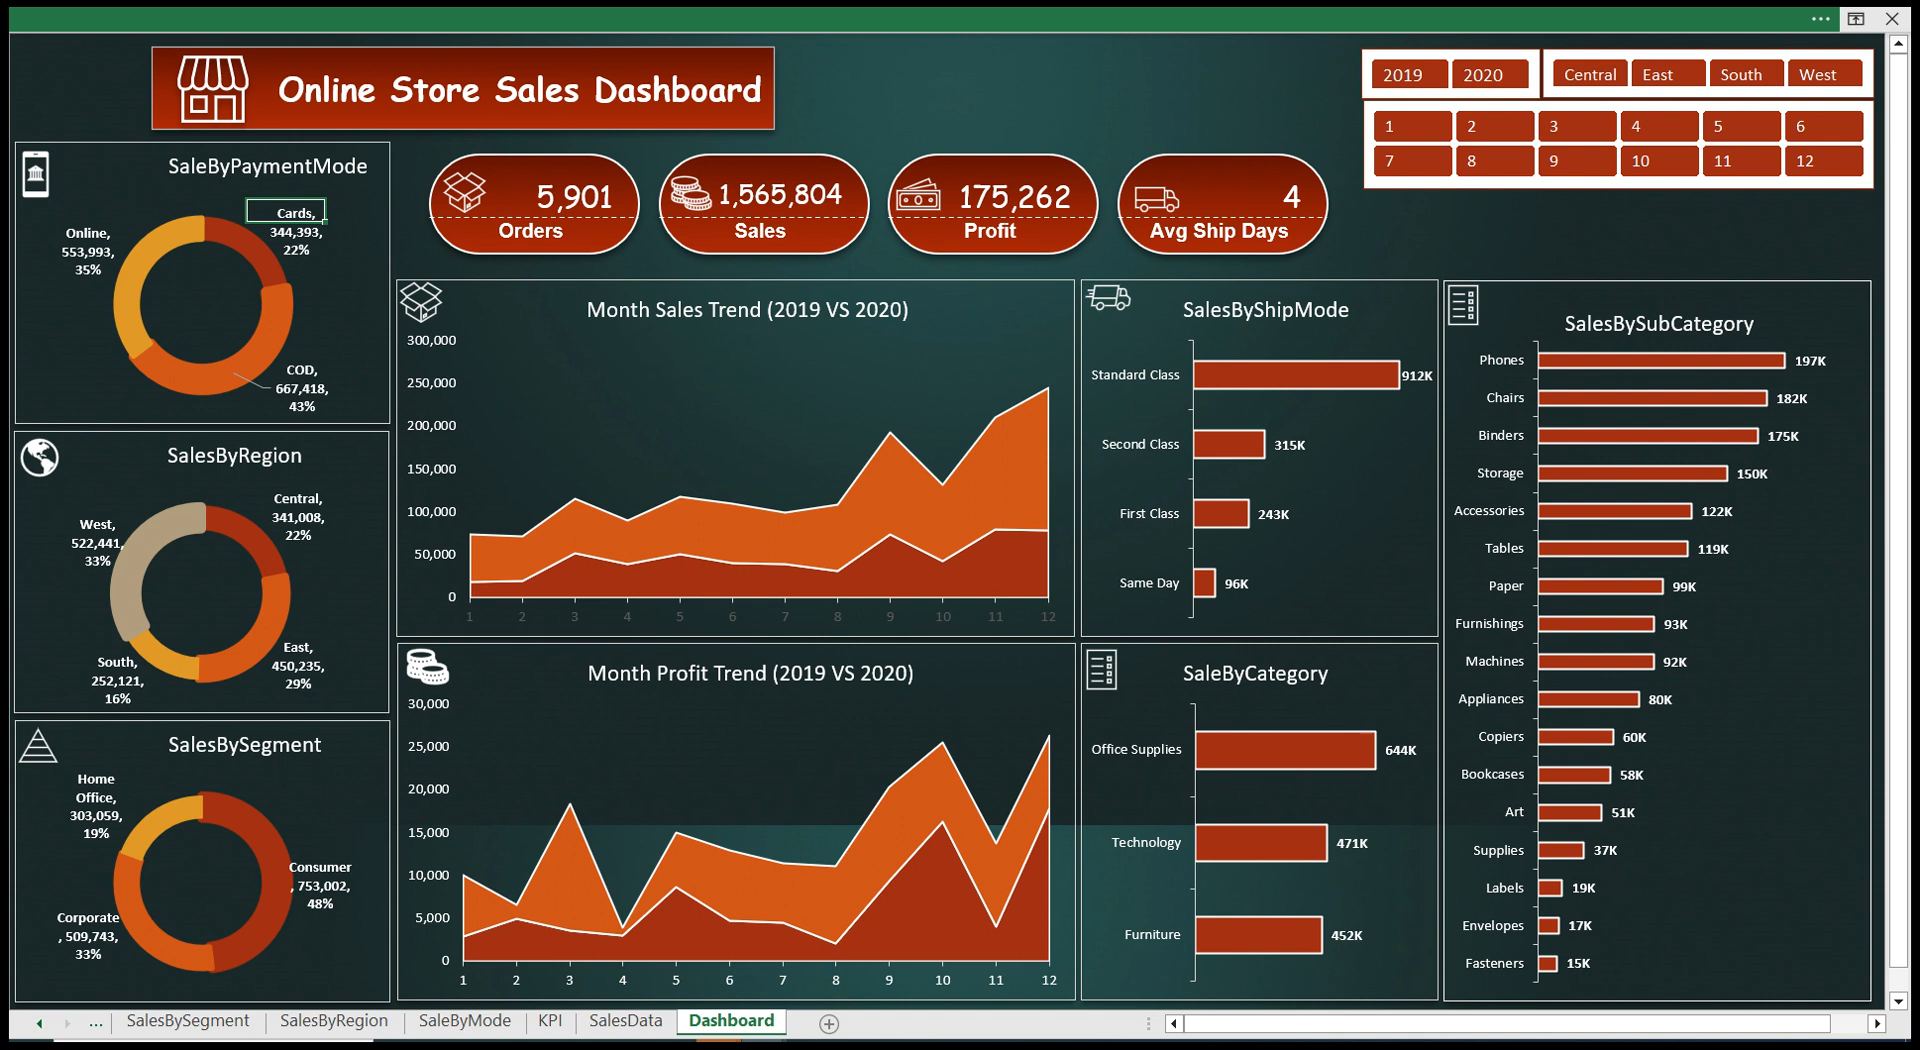 Online Store Sales Dashboard
2019 2020
Central East South West
1 2 3 4 5 6
7 8 9 10 11 12
5,901
Orders
1,565,804
Sales
175,262
Profit
4
Avg Ship Days
SaleByPaymentMode
Cards,
344,393,
22%
Online,
553,993,
35%
COD,
667,418,
43%
SalesByRegion
Central,
341,008,
22%
West,
522,441,
33%
East,
450,235,
29%
South,
252,121,
16%
SalesBySegment
Home
Office,
303,059,
19%
Consumer
, 753,002,
48%
Corporate
, 509,743,
33%
Month Sales Trend (2019 VS 2020)
300,000
250,000
200,000
150,000
100,000
50,000
0
1 2 3 4 5 6 7 8 9 10 11 12
Month Profit Trend (2019 VS 2020)
30,000
25,000
20,000
15,000
10,000
5,000
0
1 2 3 4 5 6 7 8 9 10 11 12
SalesByShipMode
Standard Class 912K
Second Class 315K
First Class 243K
Same Day 96K
SaleByCategory
Office Supplies 644K
Technology 471K
Furniture 452K
SalesBySubCategory
Phones 197K
Chairs 182K
Binders 175K
Storage 150K
Accessories 122K
Tables 119K
Paper 99K
Furnishings 93K
Machines 92K
Appliances 80K
Copiers 60K
Bookcases 58K
Art 51K
Supplies 37K
Labels 19K
Envelopes 17K
Fasteners 15K
... SalesBySegment SalesByRegion SaleByMode KPI SalesData Dashboard